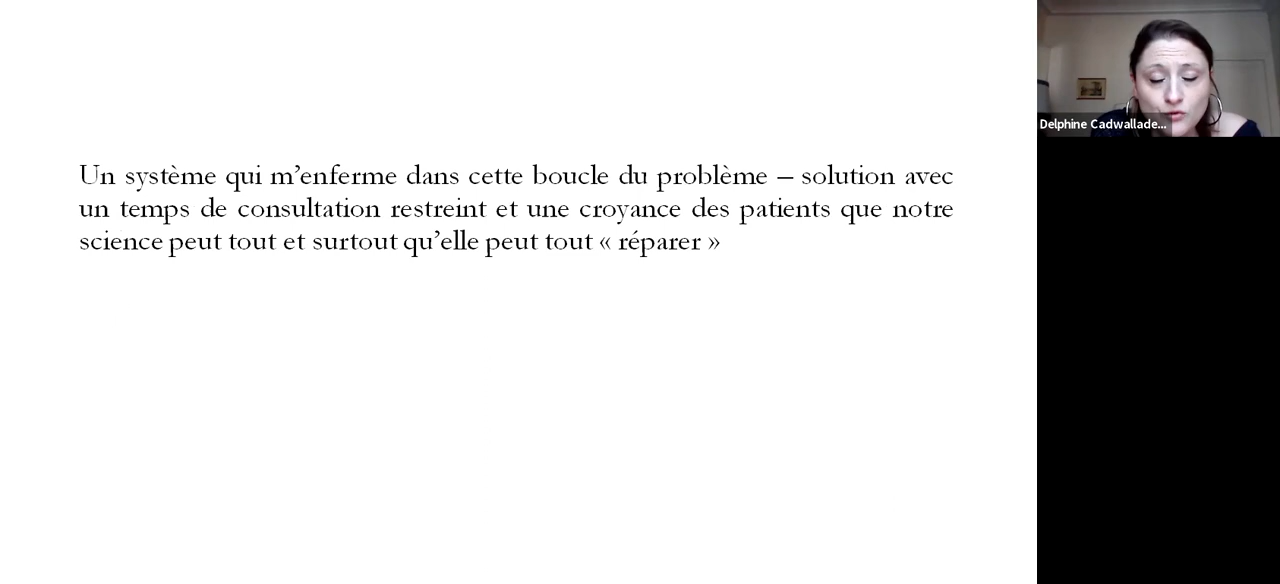 Un système qui m’enferme dans cette boucle du problème – solution avec
un temps de consultation restreint et une croyance des patients que notre
science peut tout et surtout qu’elle peut tout « réparer »
Delphine Cadwallade...